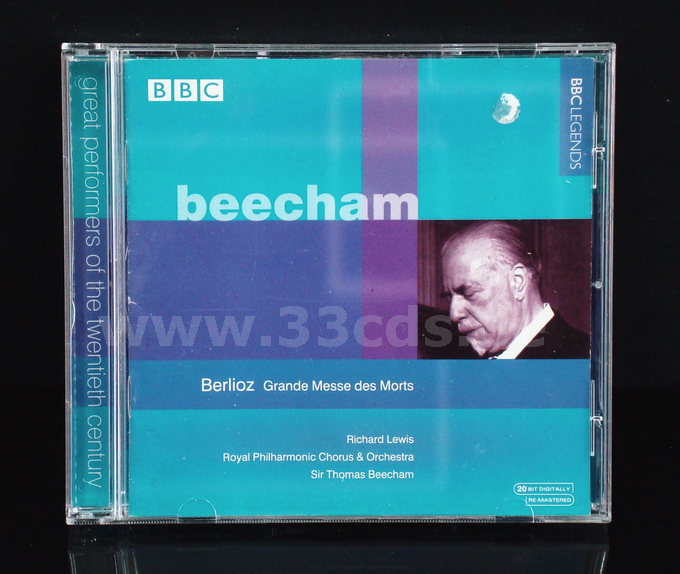 BBC
BBC LEGENDS
great performers of the twentieth century
beecham
Berlioz Grande Messe des Morts
Richard Lewis
Royal Philharmonic Chorus & Orchestra
Sir Thomas Beecham
20 BIT DIGITALLY
RE-MASTERED
www.33cds.